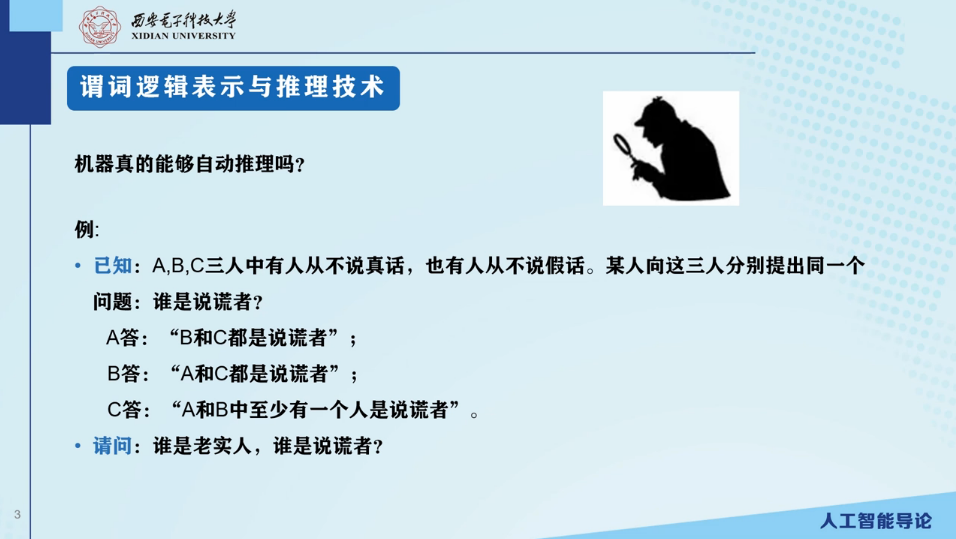 西安电子科技大学
XIDIAN UNIVERSITY
谓词逻辑表示与推理技术
机器真的能够自动推理吗?
例:
• 已知：A,B,C三人中有人从不说真话，也有人从不说假话。某人向这三人分别提出同一个
问题：谁是说谎者?
A答：“B和C都是说谎者”；
B答：“A和C都是说谎者”；
C答：“A和B中至少有一个人是说谎者”。
• 请问：谁是老实人，谁是说谎者?
3
人工智能导论